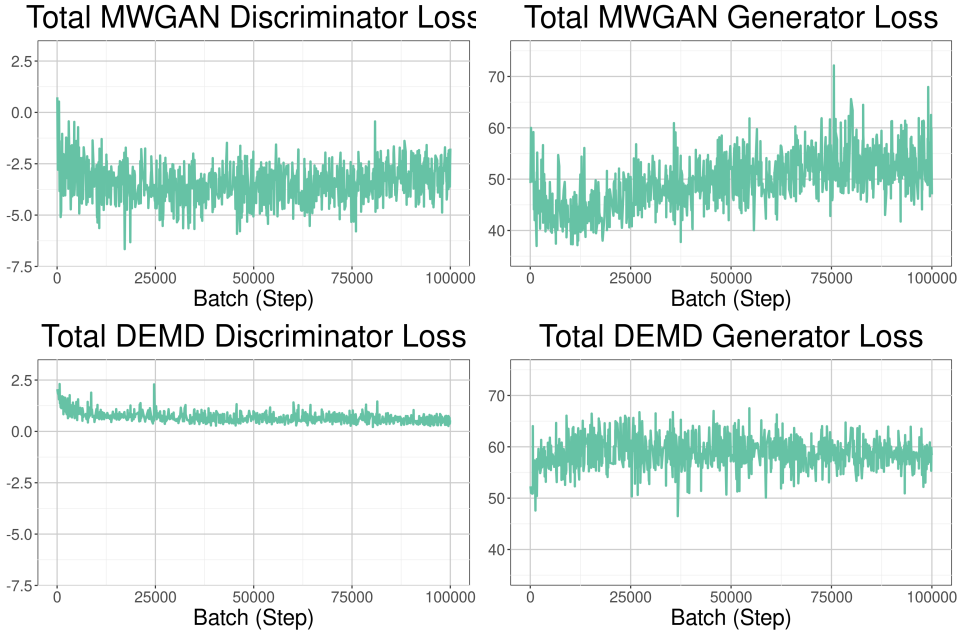 Total MWGAN Discriminator Loss
2.5
0.0
-2.5
-5.0
-7.5
0 25000 50000 75000 100000
Batch (Step)
Total MWGAN Generator Loss
70
60
50
40
0 25000 50000 75000 100000
Batch (Step)
Total DEMD Discriminator Loss
2.5
0.0
-2.5
-5.0
-7.5
0 25000 50000 75000 100000
Batch (Step)
Total DEMD Generator Loss
70
60
50
40
0 25000 50000 75000 100000
Batch (Step)